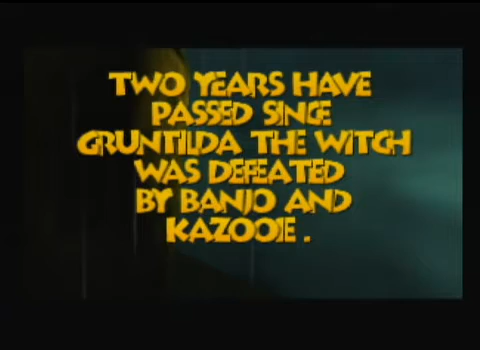 TWO YEARS HAVE
PASSED SINCE
GRUNTILDA THE WITCH
WAS DEFEATED
BY BANJO AND
KAZOOIE.